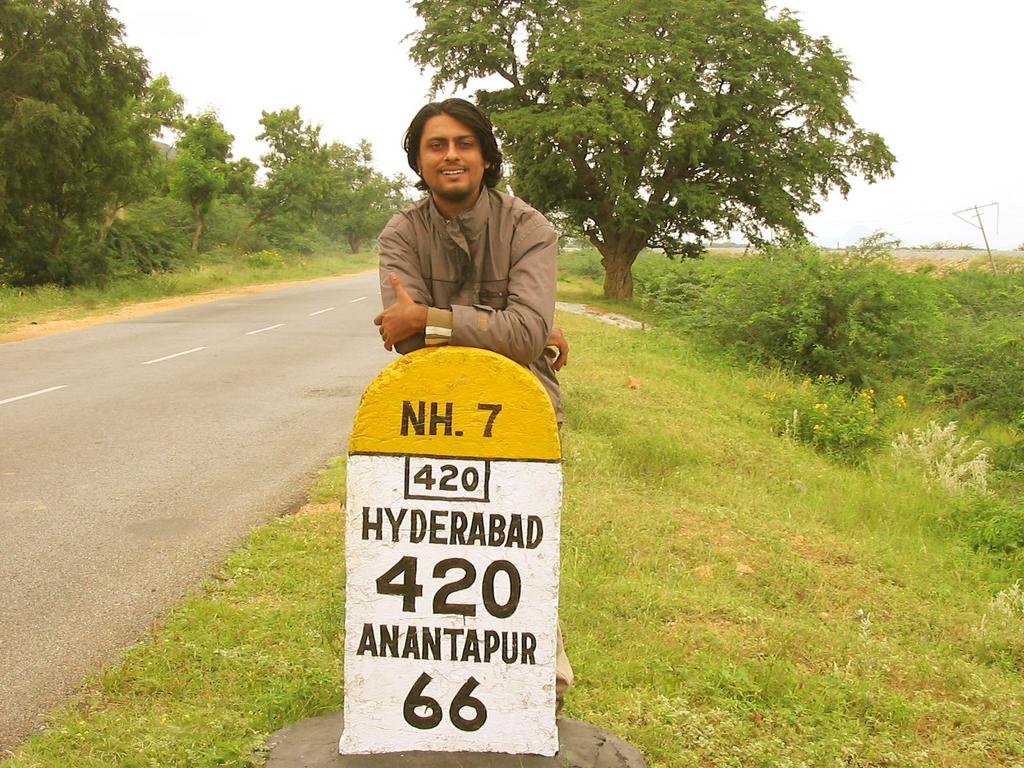 NH. 7
420
HYDERABAD
420
ANANTAPUR
66